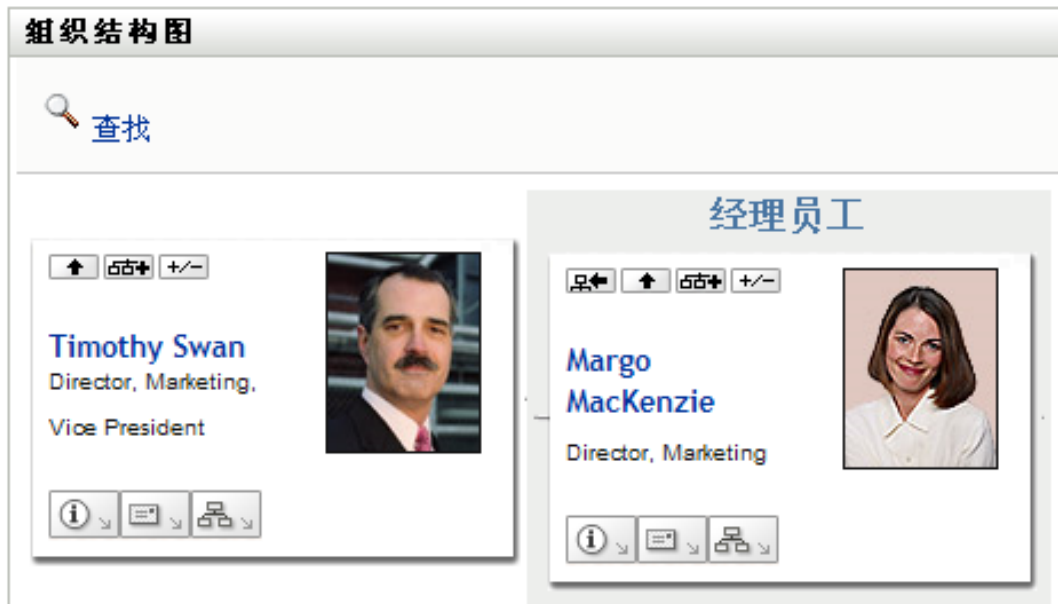 组织结构图
查找
经理员工
+/-
Timothy Swan
Director, Marketing,
Vice President
+/-
Margo
MacKenzie
Director, Marketing